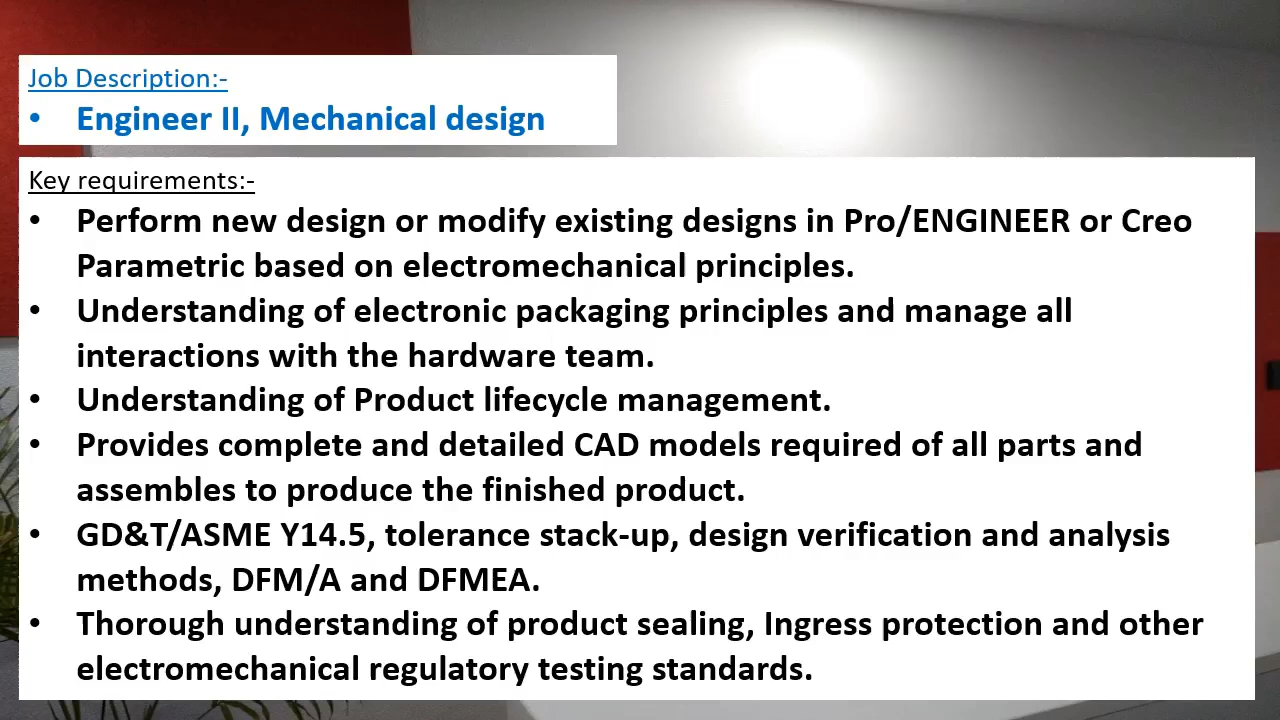 Job Description:-
• Engineer II, Mechanical design
Key requirements:-
• Perform new design or modify existing designs in Pro/ENGINEER or Creo
Parametric based on electromechanical principles.
• Understanding of electronic packaging principles and manage all
interactions with the hardware team.
• Understanding of Product lifecycle management.
• Provides complete and detailed CAD models required of all parts and
assembles to produce the finished product.
• GD&T/ASME Y14.5, tolerance stack-up, design verification and analysis
methods, DFM/A and DFMEA.
• Thorough understanding of product sealing, Ingress protection and other
electromechanical regulatory testing standards.